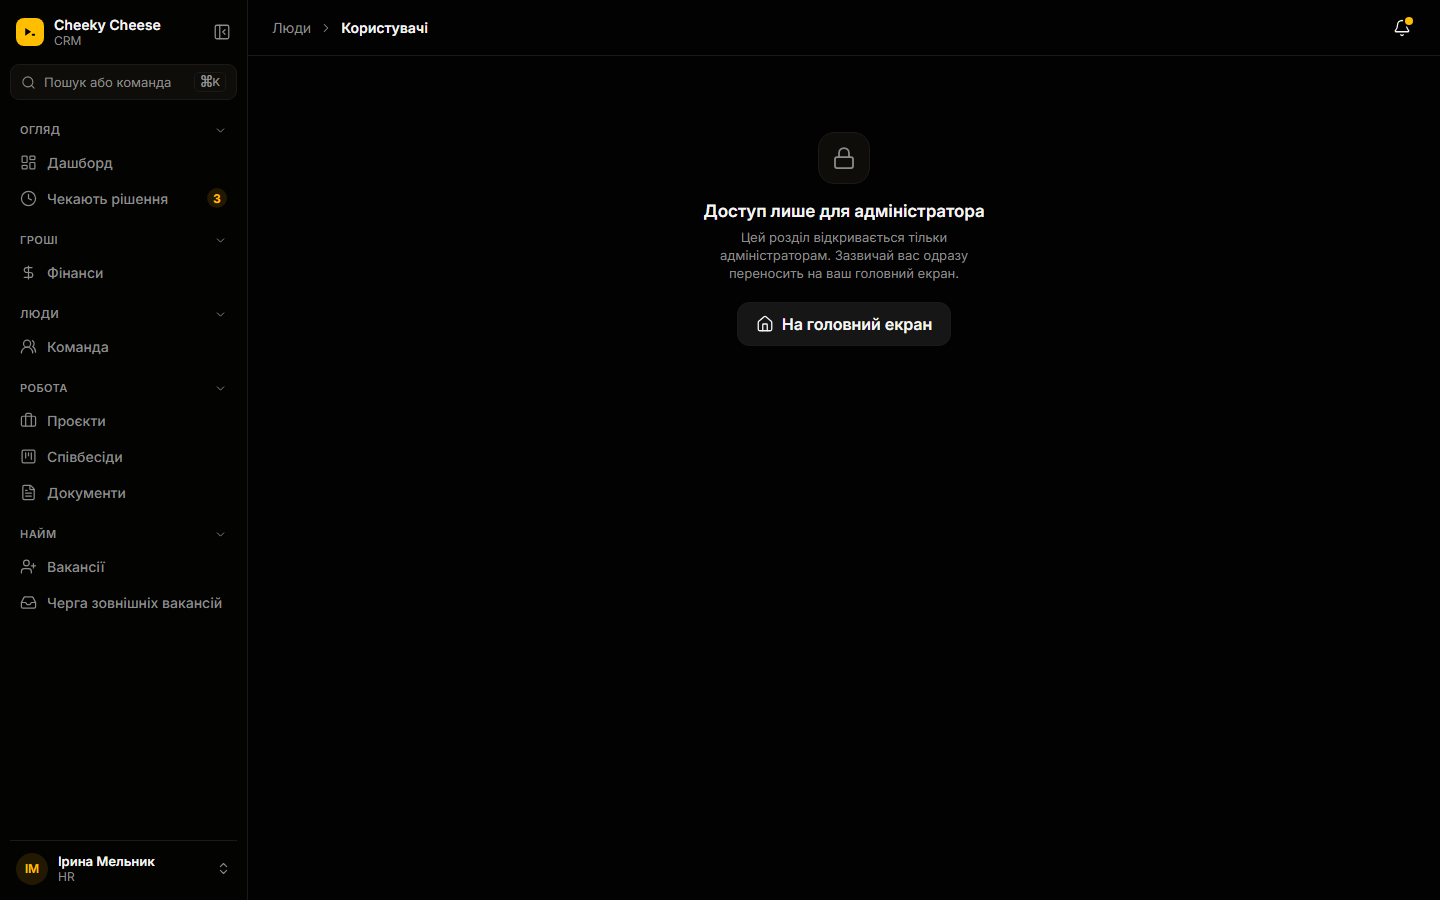 Cheeky Cheese
CRM
Пошук або команда
⌘K
ОГЛЯД
Дашборд
Чекають рішення
3
ГРОШІ
Фінанси
ЛЮДИ
Команда
РОБОТА
Проєкти
Співбесіди
Документи
НАЙМ
Вакансії
Черга зовнішніх вакансій
ІМ
Ірина Мельник
HR
Люди
Користувачі
Доступ лише для адміністратора
Цей розділ відкривається тільки
адміністраторам. Зазвичай вас одразу
переносить на ваш головний екран.
На головний екран